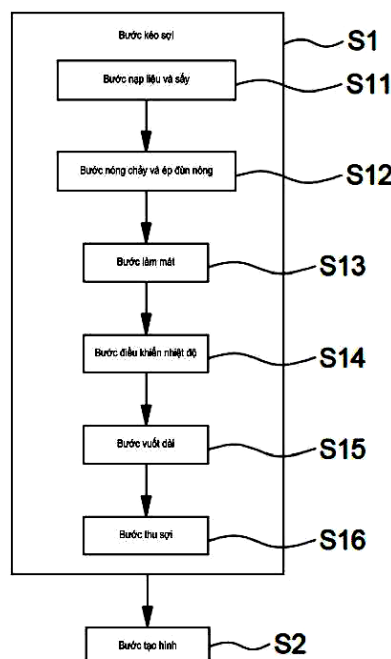 Bước kéo sợi
S1
Bước nạp liệu và sấy
S11
Bước nóng chảy và ép đùn nóng
S12
Bước làm mát
S13
Bước điều khiển nhiệt độ
S14
Bước vuốt dài
S15
Bước thu sợi
S16
Bước tạo hình
S2